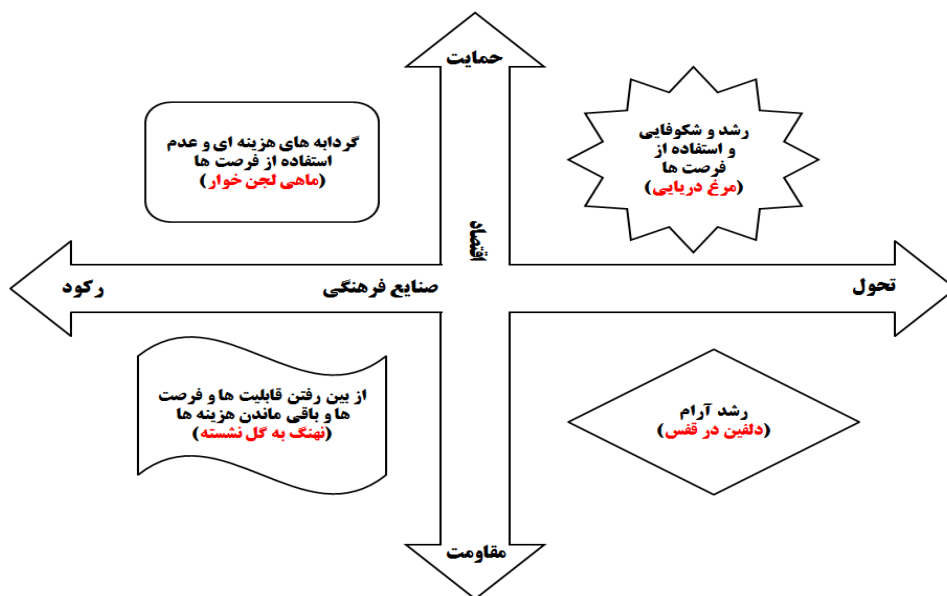 حمایت
رشد و شکوفایی
و استفاده از
فرصت ها
(مرغ دریایی)
گردابه های هزینه ای و عدم
استفاده از فرصت ها
(ماهی لجن خوار)
اقتصاد
تحول
صنایع فرهنگی
رکود
رشد آرام
(دلفین در قفس)
از بین رفتن قابلیت ها و فرصت
ها و باقی ماندن هزینه ها
(نهنگ به گل نشسته)
مقاومت